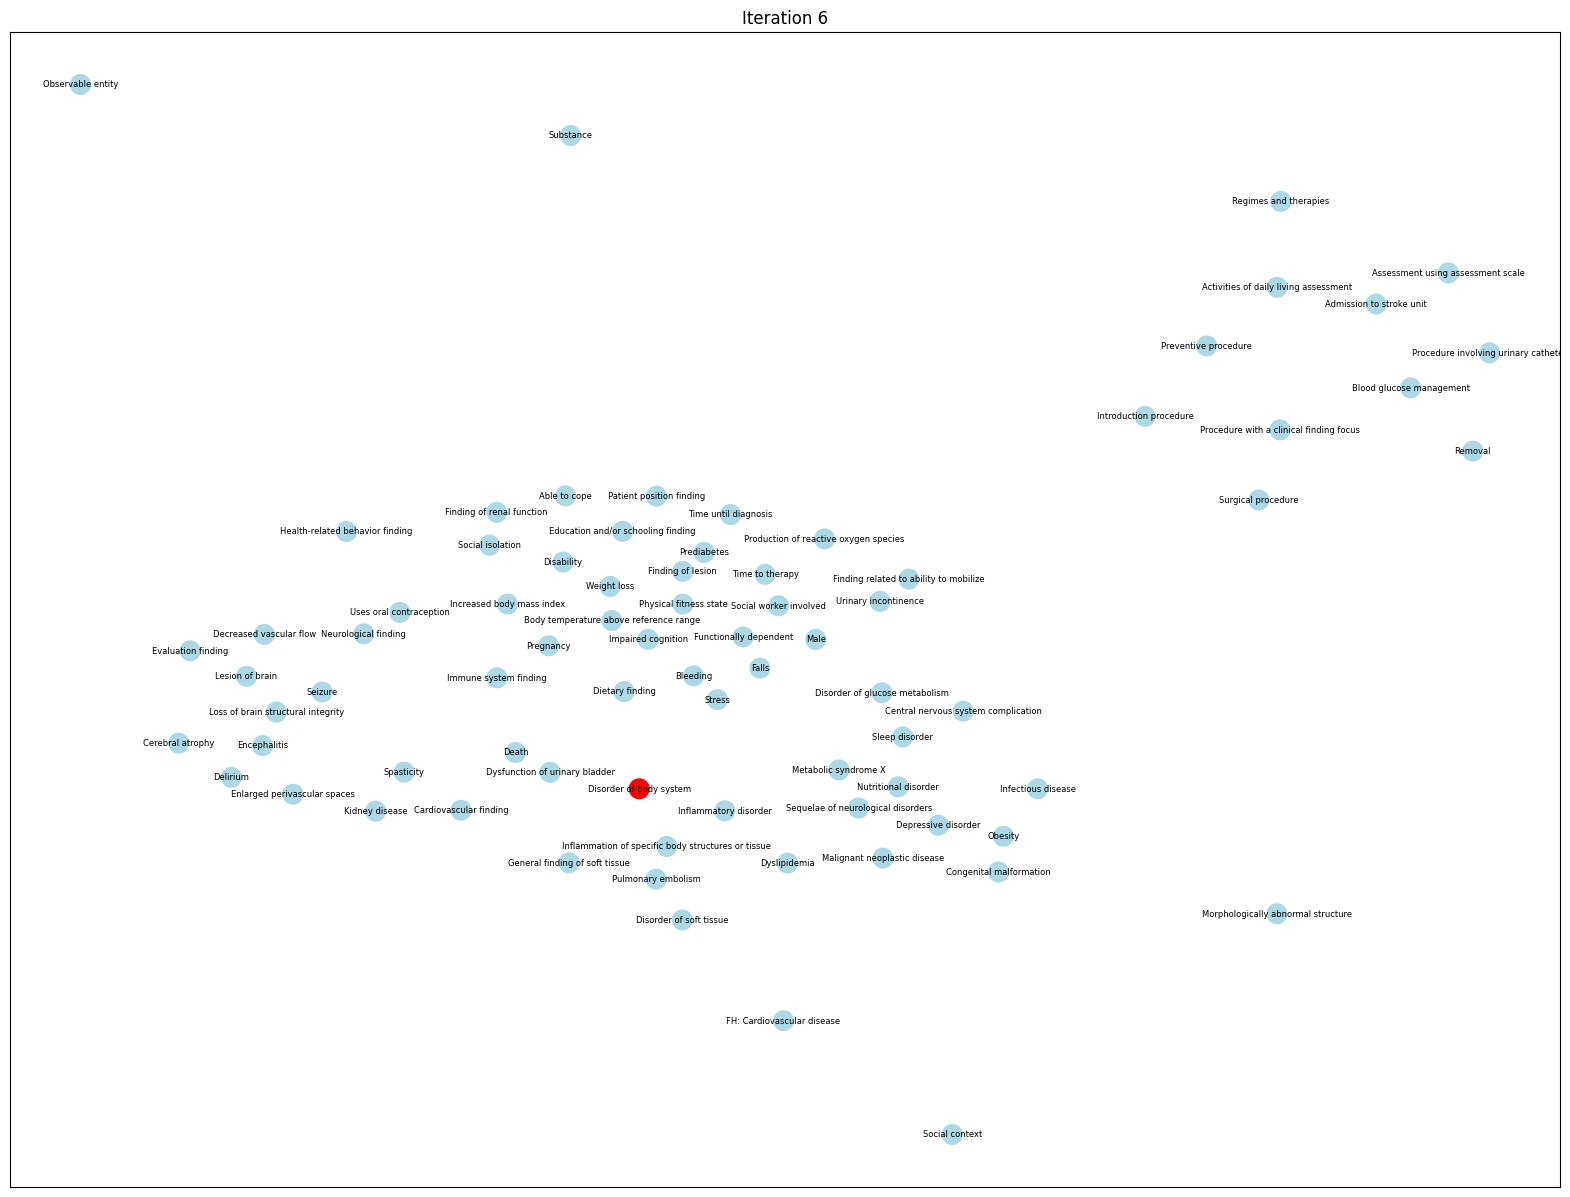 Iteration 6
Observable entity
Substance
Regimes and therapies
Assessment using assessment scale
Activities of daily living assessment
Admission to stroke unit
Preventive procedure
Procedure involving urinary cathete
Blood glucose management
Introduction procedure
Procedure with a clinical finding focus
Removal
Surgical procedure
Able to cope
Patient position finding
Finding of renal function
Time until diagnosis
Health-related behavior finding
Education and/or schooling finding
Production of reactive oxygen species
Social isolation
Prediabetes
Disability
Finding of lesion
Time to therapy
Finding related to ability to mobilize
Weight loss
Urinary incontinence
Increased body mass index
Physical fitness state
Social worker involved
Uses oral contraception
Body temperature above reference range
Decreased vascular flow
Neurological finding
Impaired cognition
Functionally dependent
Male
Pregnancy
Evaluation finding
Falls
Lesion of brain
Immune system finding
Bleeding
Seizure
Dietary finding
Disorder of glucose metabolism
Stress
Loss of brain structural integrity
Central nervous system complication
Sleep disorder
Cerebral atrophy
Encephalitis
Death
Metabolic syndrome X
Spasticity
Dysfunction of urinary bladder
Delirium
Nutritional disorder
Disorder of body system
Infectious disease
Enlarged perivascular spaces
Sequelae of neurological disorders
Kidney disease
Cardiovascular finding
Inflammatory disorder
Depressive disorder
Obesity
Inflammation of specific body structures or tissue
Malignant neoplastic disease
General finding of soft tissue
Dyslipidemia
Congenital malformation
Pulmonary embolism
Morphologically abnormal structure
Disorder of soft tissue
FH: Cardiovascular disease
Social context